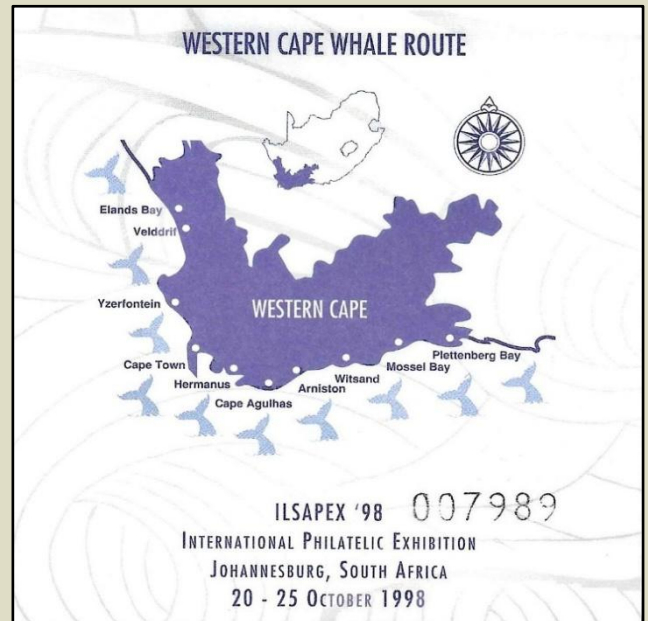 WESTERN CAPE WHALE ROUTE
Elands Bay
Velddrif
Yzerfontein
WESTERN CAPE
Cape Town
Hermanus
Cape Agulhas
Arniston
Witsand
Mossel Bay
Plettenberg Bay
ILSAPEX '98 007989
INTERNATIONAL PHILATELIC EXHIBITION
JOHANNESBURG, SOUTH AFRICA
20 - 25 OCTOBER 1998